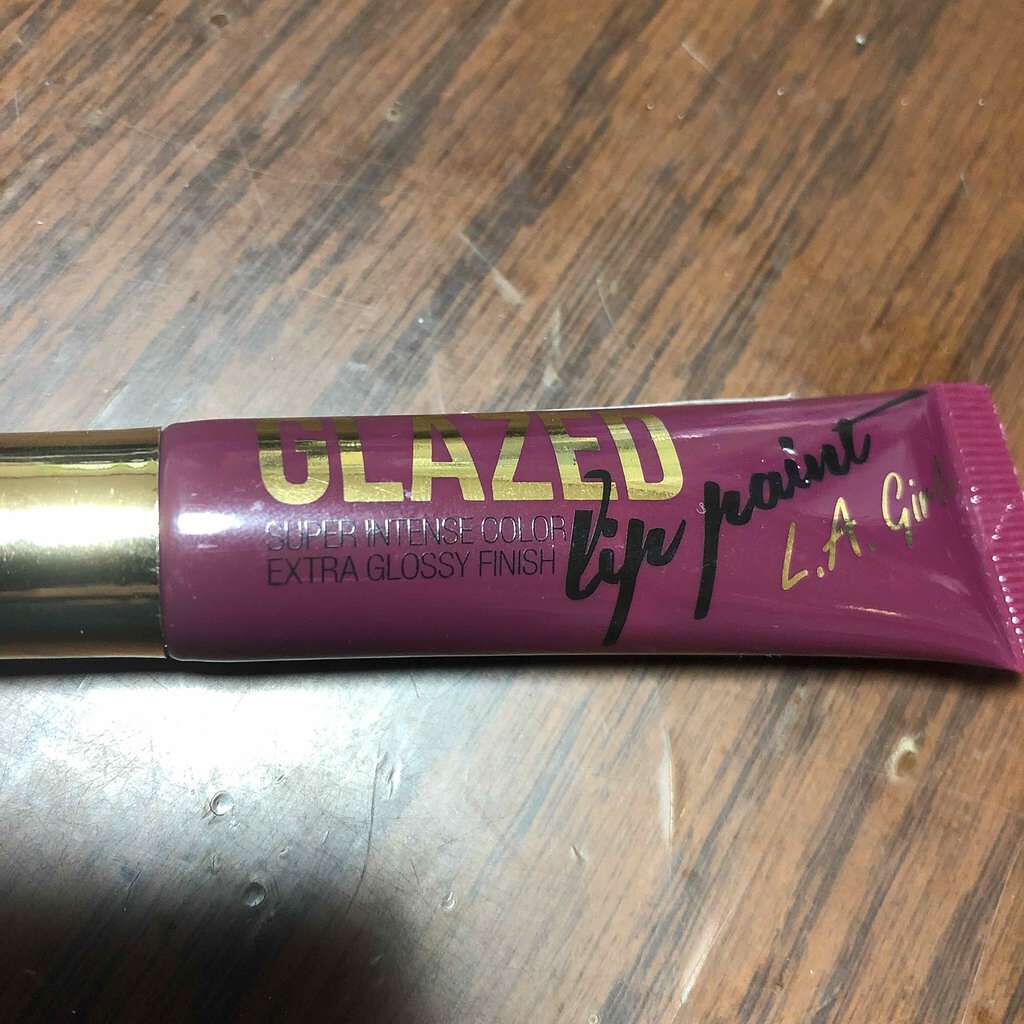 GLAZED
SUPER INTENSE COLOR
EXTRA GLOSSY FINISH
lip paint
L.A. Girl